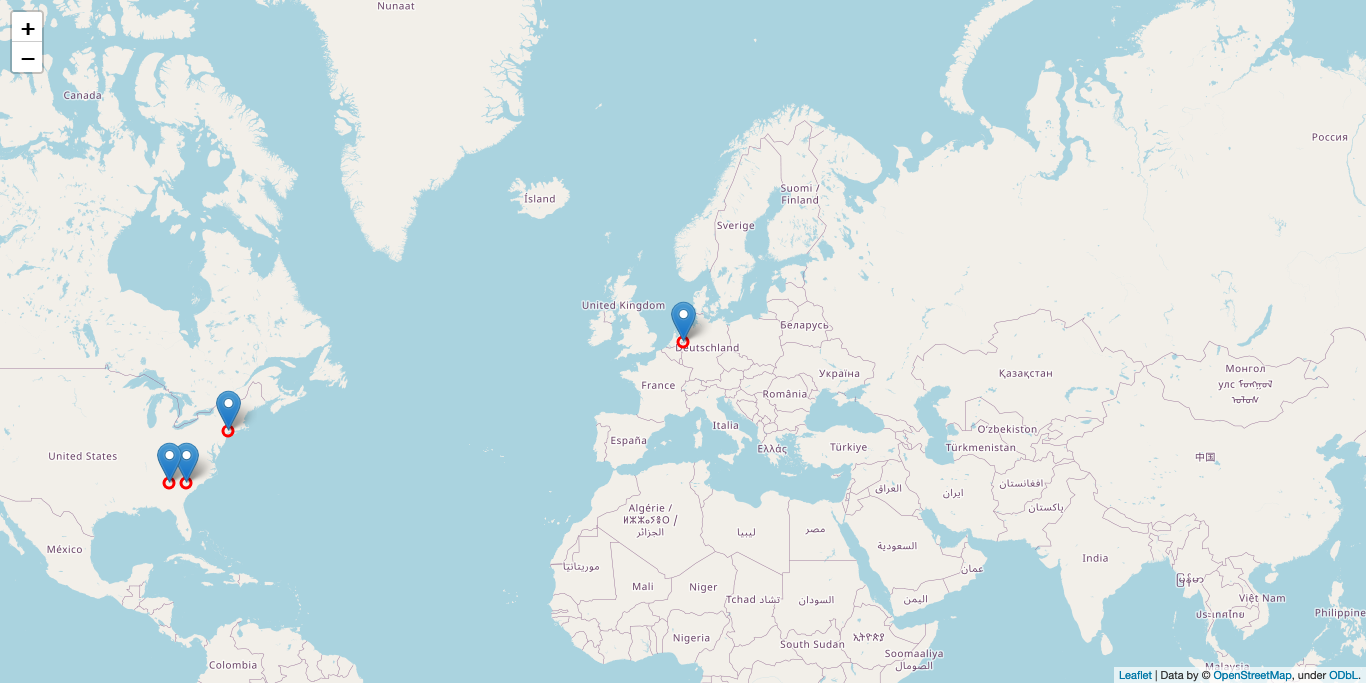 Nunaat
+
−
Canada
Россия
Suomi /
Finland
Ísland
Sverige
United Kingdom
Беларусь
Deutschland
Монгол
улс
Қазақстан
Україна
France
România
Italia
España
Ελλάς
Türkiye
O'zbekiston
Türkmenistan
United States
中国
افغانستان
العراق
ایران
پاکستان
Algérie /
ⵍⵣⵣⴰⵢⴻⵔ /
الجزائر
ليبيا
مصر
السعودية
México
India
موريتانيا
عمان
Mali
Niger
Tchad تشاد
السودان
اليمن
Việt Nam
ประเทศไทย
Philippine
Nigeria
South Sudan
ኢትዮጵያ
Soomaaliya
الصومال
Colombia
Malaysia
Leaflet | Data by © OpenStreetMap, under ODbL.